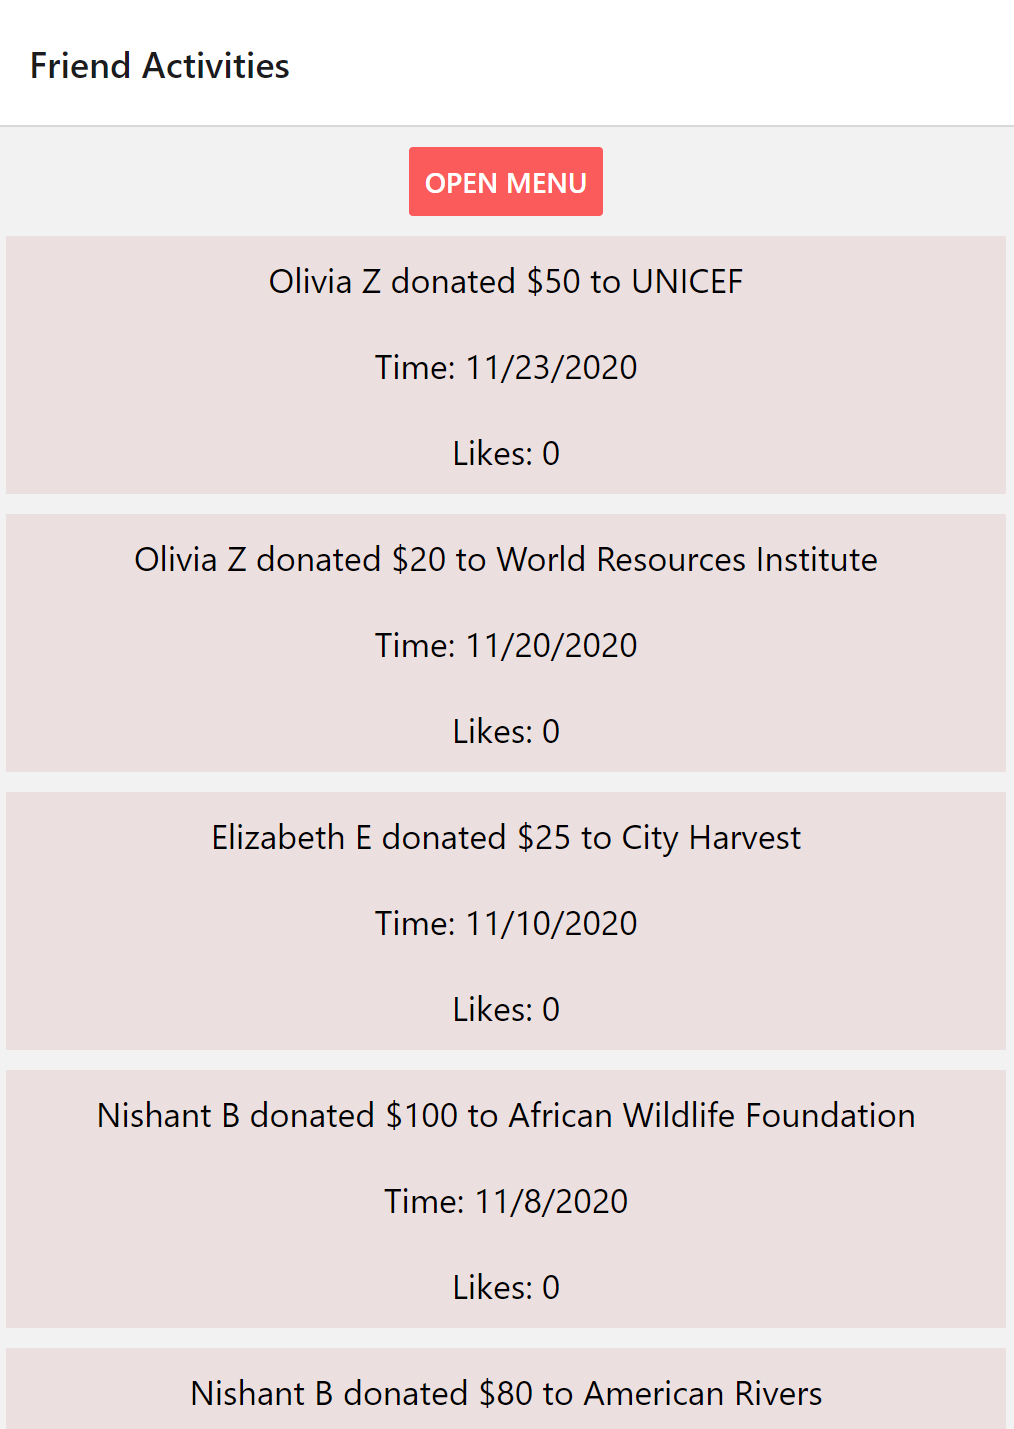 Friend Activities
OPEN MENU
Olivia Z donated $50 to UNICEF
Time: 11/23/2020
Likes: 0
Olivia Z donated $20 to World Resources Institute
Time: 11/20/2020
Likes: 0
Elizabeth E donated $25 to City Harvest
Time: 11/10/2020
Likes: 0
Nishant B donated $100 to African Wildlife Foundation
Time: 11/8/2020
Likes: 0
Nishant B donated $80 to American Rivers